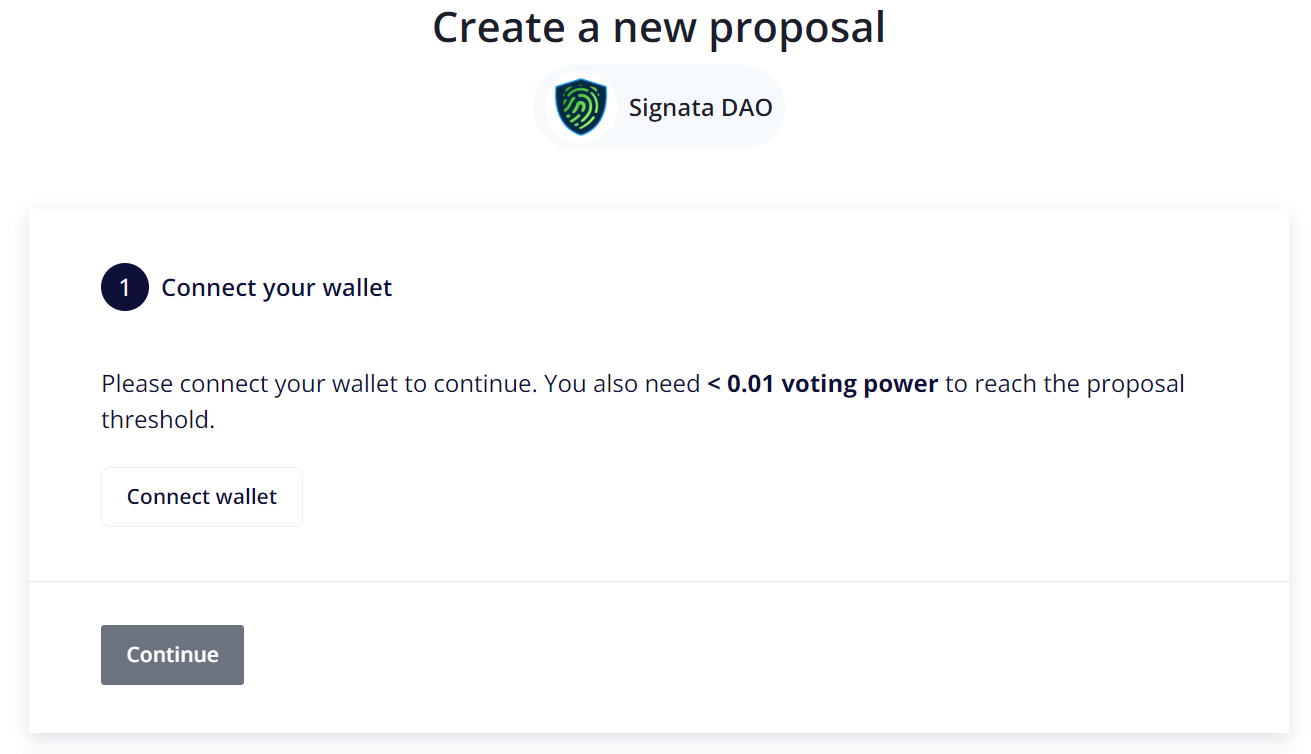 Create a new proposal
Signata DAO
1 Connect your wallet
Please connect your wallet to continue. You also need < 0.01 voting power to reach the proposal
threshold.
Connect wallet
Continue